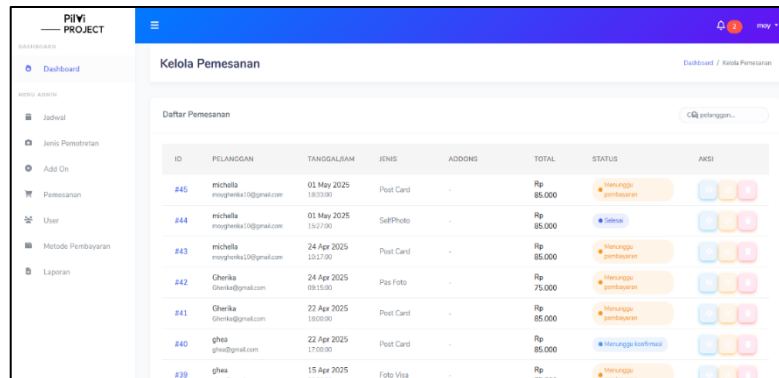 PilVi
PROJECT
2
moy
DASHBOARD
Dashboard
MENU ADMIN
Jadwal
Jenis Pemotretan
Add On
Pemesanan
User
Metode Pembayaran
Laporan
Kelola Pemesanan
Dashboard / Kelola Pemesanan
Daftar Pemesanan
pelanggan...
ID PELANGGAN TANGGAL/JAM JENIS ADDONS TOTAL STATUS AKSI
#45 michella 01 May 2025 Post Card - Rp Menunggu
moygherika10@gmail.com 18:33:00 85.000 pembayaran
#44 michella 01 May 2025 SelfPhoto - Rp Selesai
moygherika10@gmail.com 15:27:00 85.000
#43 michella 24 Apr 2025 Post Card - Rp Menunggu
moygherika10@gmail.com 10:17:00 85.000 pembayaran
#42 Gherika 24 Apr 2025 Pas Foto - Rp Menunggu
Gherika@gmail.com 09:15:00 75.000 pembayaran
#41 Gherika 22 Apr 2025 Post Card - Rp Menunggu
Gherika@gmail.com 18:00:00 85.000 pembayaran
#40 ghea 22 Apr 2025 Post Card - Rp Menunggu konfirmasi
ghea@gmail.com 17:00:00 85.000
#39 ghea 15 Apr 2025 Foto Visa - Rp Menunggu